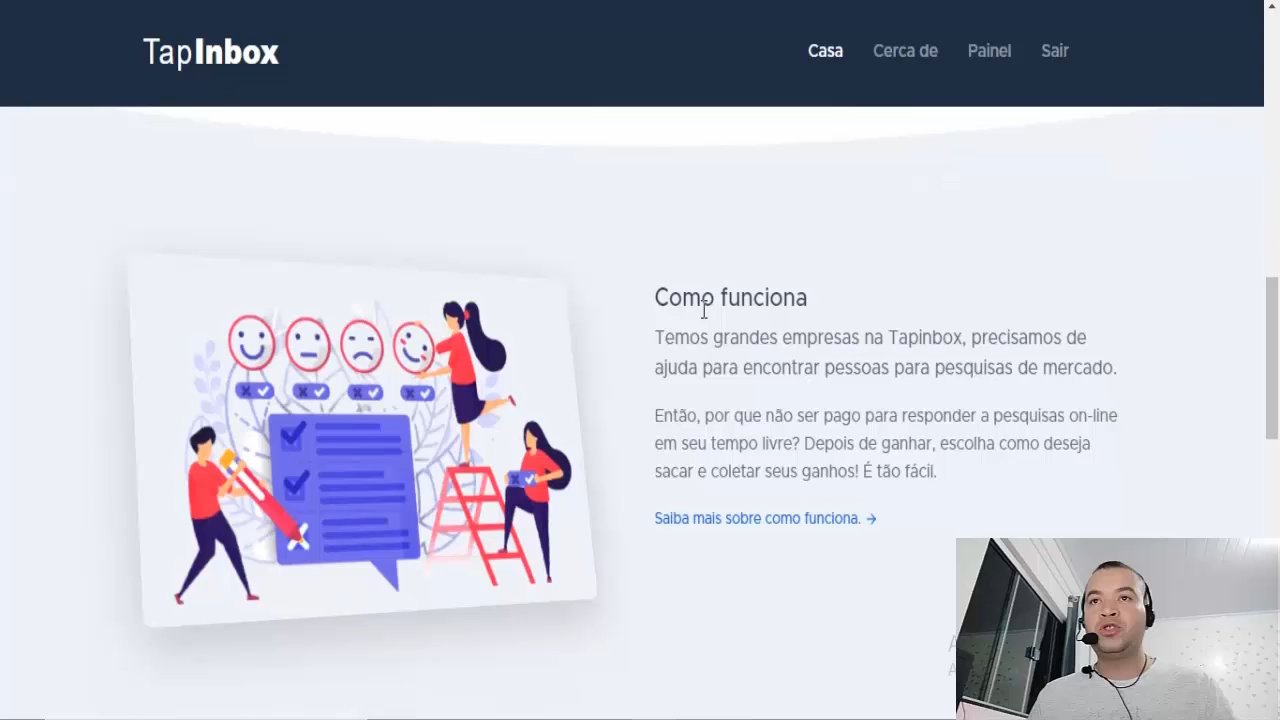 TapInbox
Casa Cerca de Painel Sair
Como funciona
Temos grandes empresas na Tapinbox, precisamos de
ajuda para encontrar pessoas para pesquisas de mercado.
Então, por que não ser pago para responder a pesquisas on-line
em seu tempo livre? Depois de ganhar, escolha como deseja
sacar e coletar seus ganhos! É tão fácil.
Saiba mais sobre como funciona. →